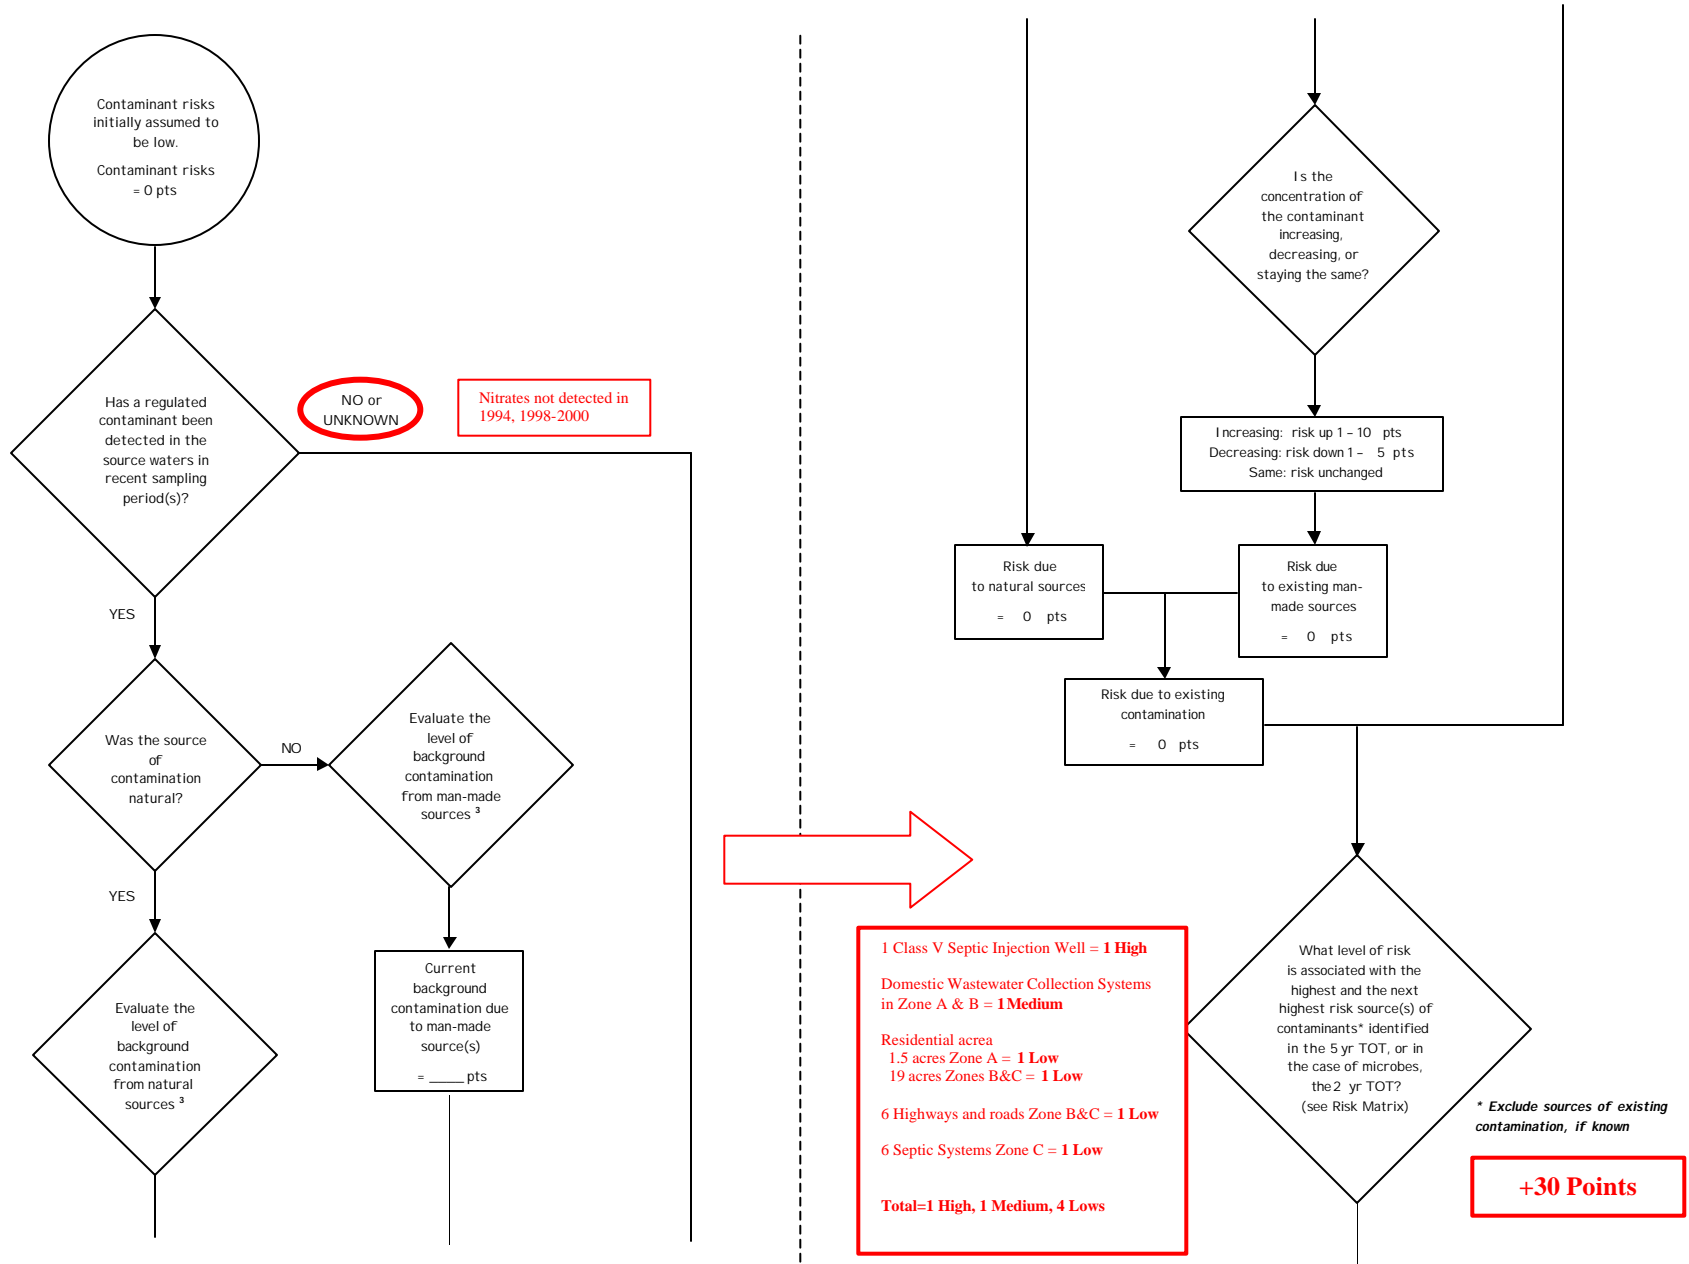 Contaminant risks
initially assumed to
be low.
Contaminant risks
= 0 pts
Has a regulated
contaminant been
detected in the
source waters in
recent sampling
period(s)?
NO or
UNKNOWN
Nitrates not detected in
1994, 1998-2000
YES
Was the source
of
contamination
natural?
NO
Evaluate the
level of
background
contamination
from man-made
sources ³
YES
Evaluate the
level of
background
contamination
from natural
sources ³
Current
background
contamination due
to man-made
source(s)
= _____ pts
Is the
concentration of
the contaminant
increasing,
decreasing, or
staying the same?
Increasing: risk up 1 – 10 pts
Decreasing: risk down 1 – 5 pts
Same: risk unchanged
Risk due
to natural sources
= 0 pts
Risk due
to existing man-
made sources
= 0 pts
Risk due to existing
contamination
= 0 pts
1 Class V Septic Injection Well = 1 High
Domestic Wastewater Collection Systems
in Zone A & B = 1 Medium
Residential acrea
1.5 acres Zone A = 1 Low
19 acres Zones B&C = 1 Low
6 Highways and roads Zone B&C = 1 Low
6 Septic Systems Zone C = 1 Low
Total=1 High, 1 Medium, 4 Lows
What level of risk
is associated with the
highest and the next
highest risk source(s) of
contaminants* identified
in the 5 yr TOT, or in
the case of microbes,
the 2 yr TOT?
(see Risk Matrix)
* Exclude sources of existing
contamination, if known
+30 Points